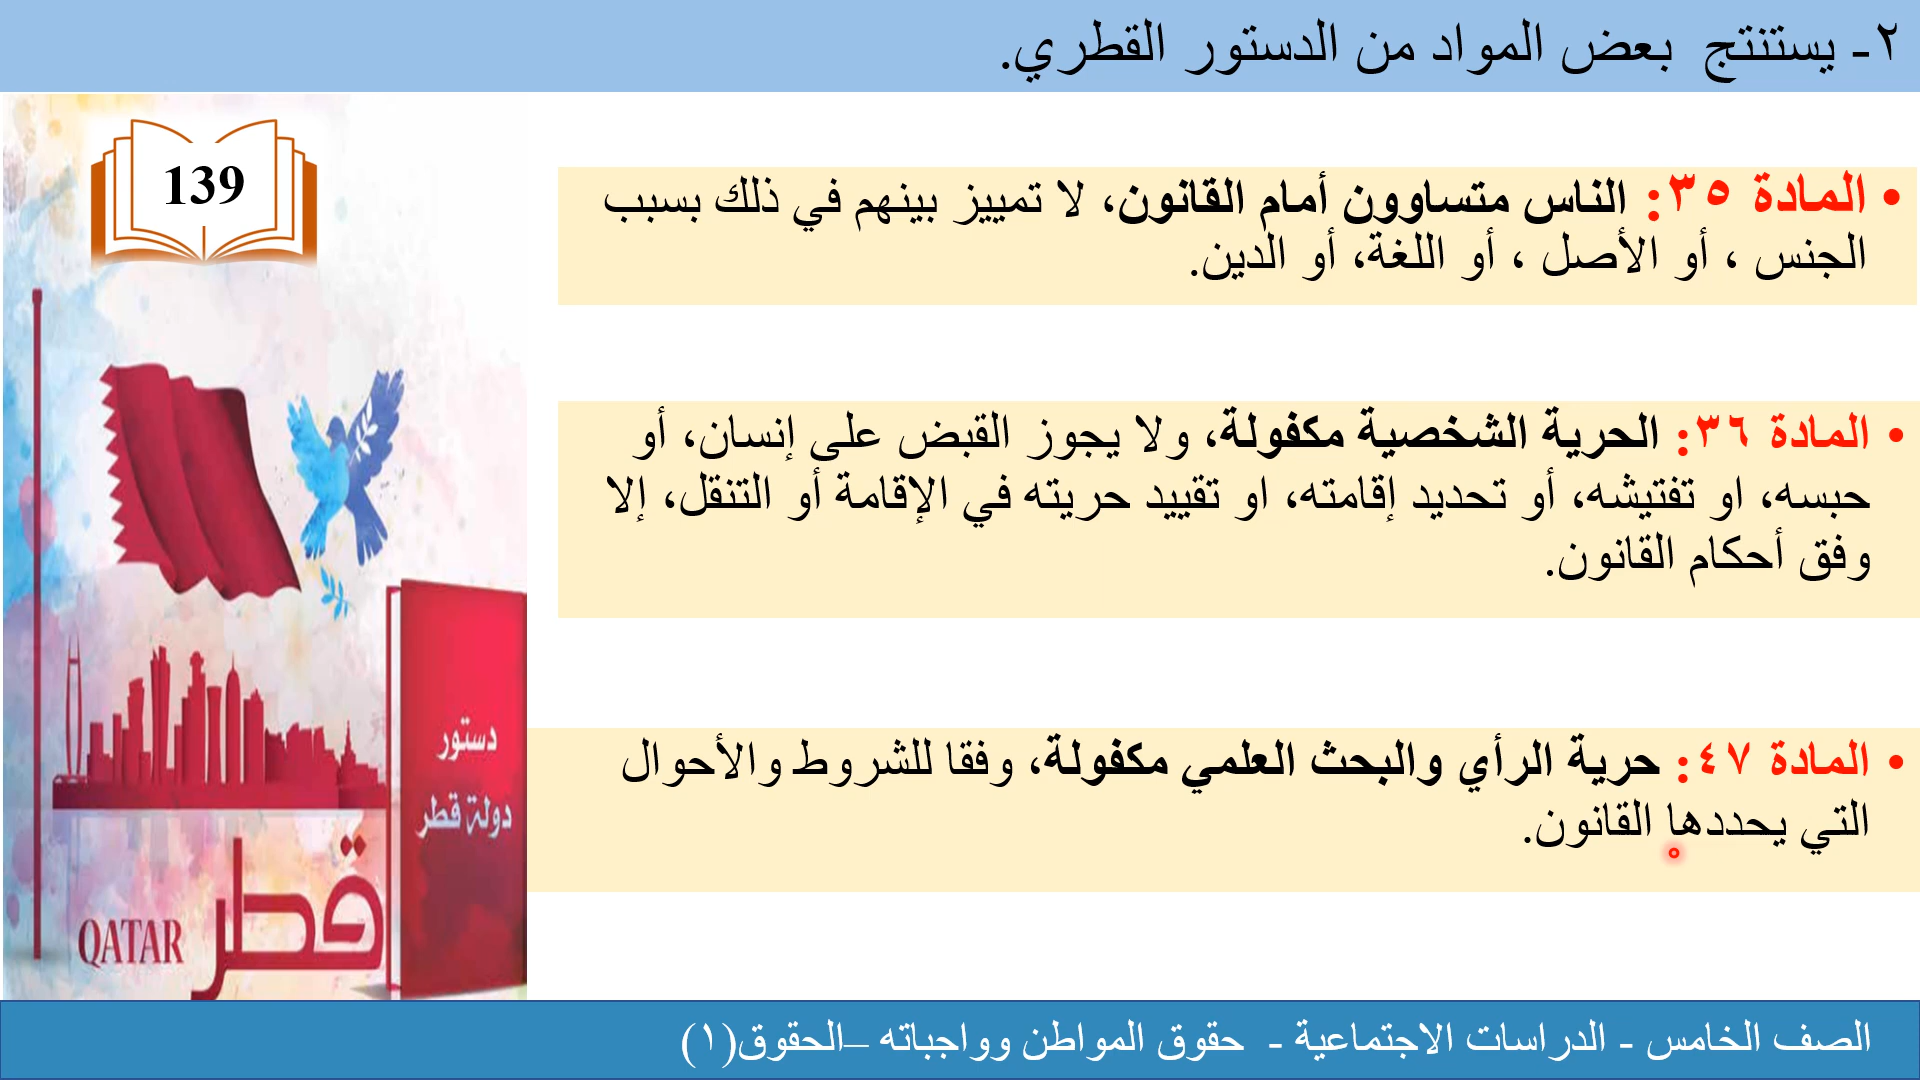 ٢- يستنتج بعض المواد من الدستور القطري.
139
• المادة ٣٥: الناس متساوون أمام القانون، لا تمييز بينهم في ذلك بسبب
الجنس ، أو الأصل ، أو اللغة، أو الدين.
• المادة ٣٦: الحرية الشخصية مكفولة، ولا يجوز القبض على إنسان، أو
حبسه، او تفتيشه، أو تحديد إقامته، او تقييد حريته في الإقامة أو التنقل، إلا
وفق أحكام القانون.
• المادة ٤٧: حرية الرأي والبحث العلمي مكفولة، وفقا للشروط والأحوال
التي يحددها القانون.
دستور
دولة قطر
قطر
QATAR
الصف الخامس - الدراسات الاجتماعية - حقوق المواطن وواجباته –الحقوق(١)